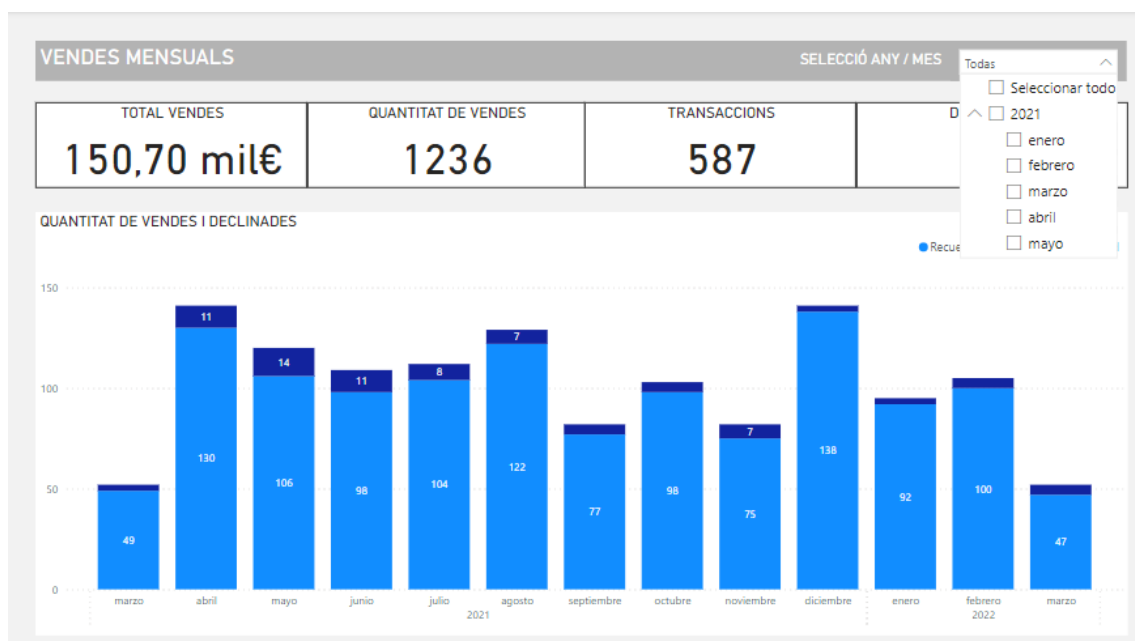 VENDES MENSUALS
SELECCIÓ ANY / MES
Todas
Seleccionar todo
2021
enero
febrero
marzo
abril
mayo
TOTAL VENDES
150,70 mil€
QUANTITAT DE VENDES
1236
TRANSACCIONS
587
D
QUANTITAT DE VENDES I DECLINADES
Recue
150
100
50
0
11
14
11
8
7
7
49
130
106
98
104
122
77
98
75
138
92
100
47
marzo abril mayo junio julio agosto septiembre octubre noviembre diciembre enero febrero marzo
2021 2022